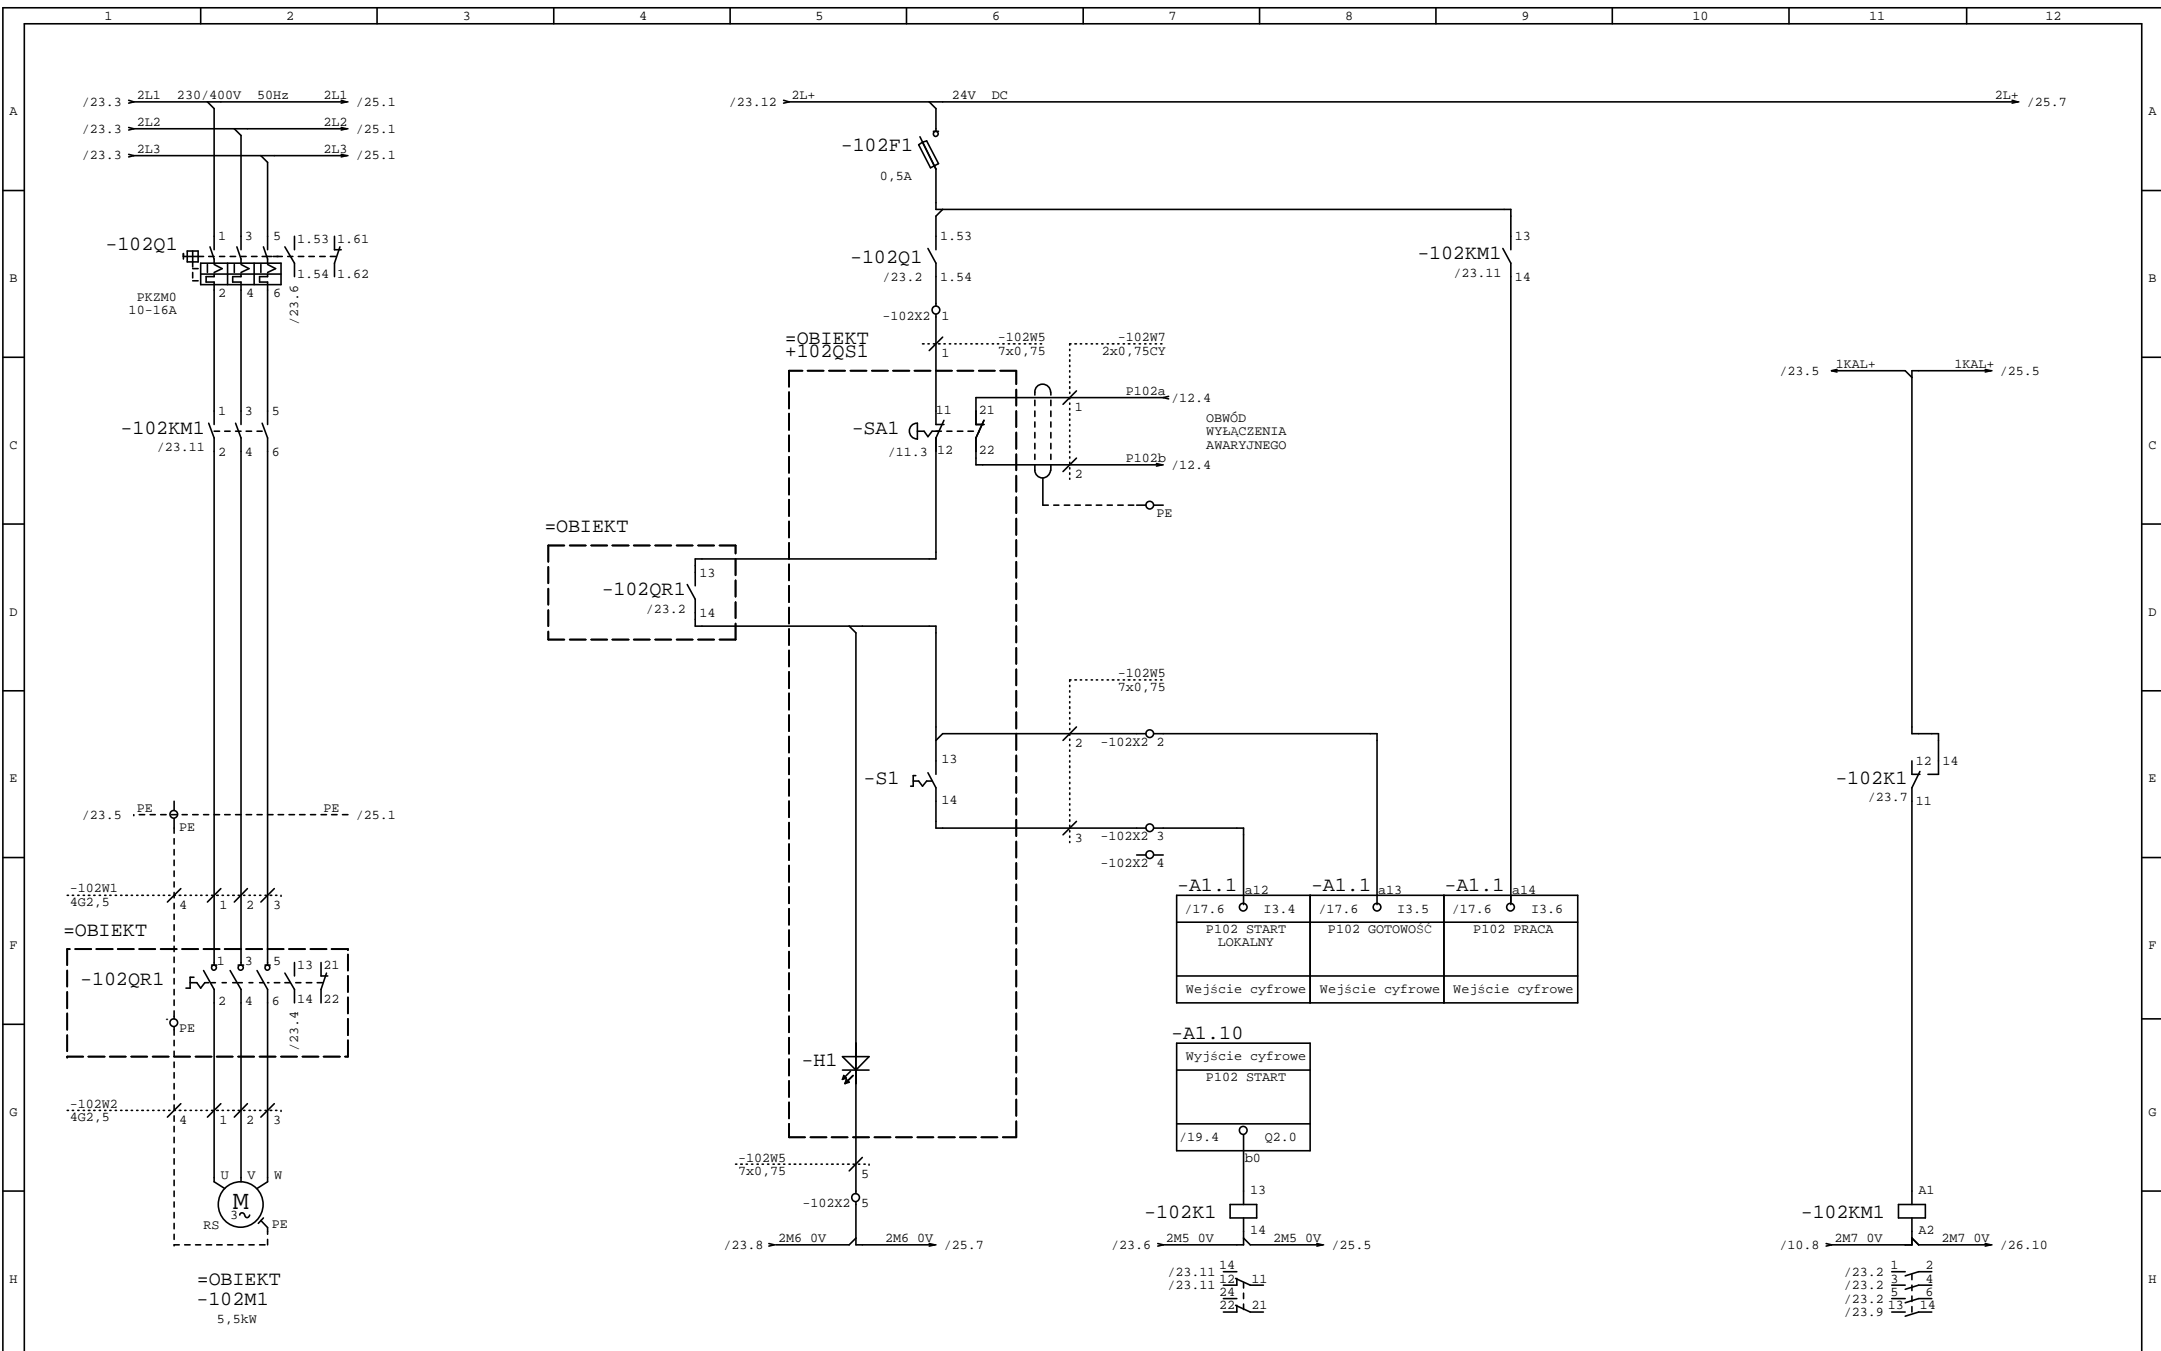 1 2 3 4 5 6 7 8 9 10 11 12
A B C D E F G H
/23.3 2L1 230/400V 50Hz 2L1 /25.1
/23.3 2L2 2L2 /25.1
/23.3 2L3 2L3 /25.1
-102Q1
1 3 5 1.53 1.61
2 4 6 1.54 1.62
PKZM0
10-16A
/23.6
-102KM1
/23.11
1 3 5
2 4 6
/23.5 PE PE /25.1
PE
-102W1
4G2,5
4 1 2 3
=OBIEKT
-102QR1
1 3 5 13 21
2 4 6 14 22
PE
/23.4
-102W2
4G2,5
4 1 2 3
U V W
M
3~
RS PE
=OBIEKT
-102M1
5,5kW
/23.12 2L+ 24V DC 2L+ /25.7
-102F1
0,5A
-102Q1
/23.2
1.53
1.54
-102X2 1
=OBIEKT
+102QS1
-102W5
7x0,75
1
-102W7
2x0,75CY
-SA1
/11.3
11 21
12 22
P102a /12.4
1
OBWÓD
WYŁĄCZENIA
AWARYJNEGO
P102b /12.4
2
PE
=OBIEKT
-102QR1
/23.2
13
14
-102W5
7x0,75
2 -102X2 2
-S1
13
14
3 -102X2 3
-102X2 4
-H1
-102W5
7x0,75
5
-102X2 5
/23.8 2M6 0V 2M6 0V /25.7
-102KM1
/23.11
13
14
-A1.1 a12 -A1.1 a13 -A1.1 a14
/17.6 I3.4 /17.6 I3.5 /17.6 I3.6
P102 START
LOKALNY
P102 GOTOWOŚĆ
P102 PRACA
Wejście cyfrowe Wejście cyfrowe Wejście cyfrowe
-A1.10
Wyjście cyfrowe
P102 START
/19.4 Q2.0
b0
-102K1
13
14
/23.6 2M5 0V 2M5 0V /25.5
/23.11 14
/23.11 12 11
24
22 21
/23.5 1KAL+ 1KAL+ /25.5
-102K1
/23.7
12 14
11
-102KM1
A1
A2
/10.8 2M7 0V 2M7 0V /26.10
/23.2 1 2
/23.2 3 4
/23.2 5 6
/23.9 13 14
A B C D E F G H